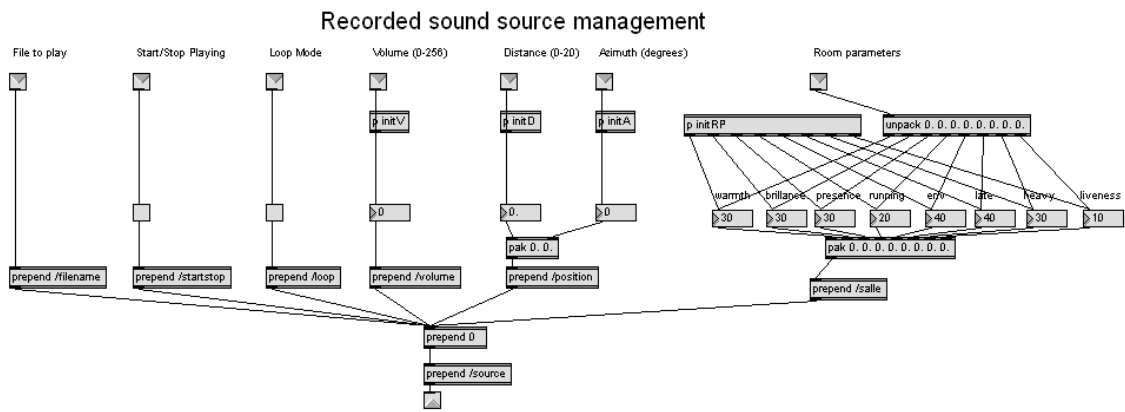 Recorded sound source management
File to play Start/Stop Playing Loop Mode Volume (0-256) Distance (0-20) Azimuth (degrees) Room parameters
p initV p initD p initA p initRP unpack 0. 0. 0. 0. 0. 0. 0. 0.
warmth brillance presence running env late heavy liveness
0 0. 0 30 30 30 20 40 40 30 10
pak 0. 0. pak 0. 0. 0. 0. 0. 0. 0. 0.
prepend /filename prepend /startstop prepend /loop prepend /volume prepend /position prepend /salle
prepend 0
prepend /source